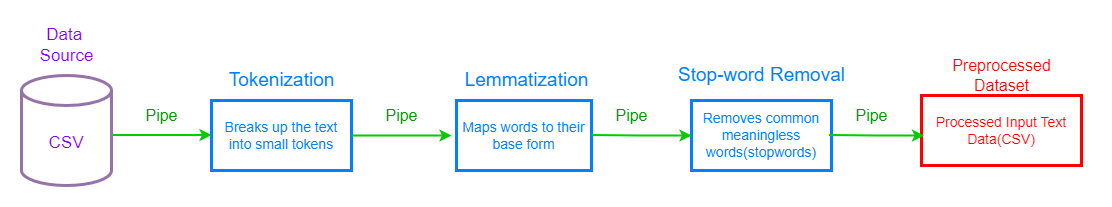 Data
Source
CSV
Pipe
Tokenization
Breaks up the text
into small tokens
Pipe
Lemmatization
Maps words to their
base form
Pipe
Stop-word Removal
Removes common
meaningless
words(stopwords)
Pipe
Preprocessed
Dataset
Processed Input Text
Data(CSV)